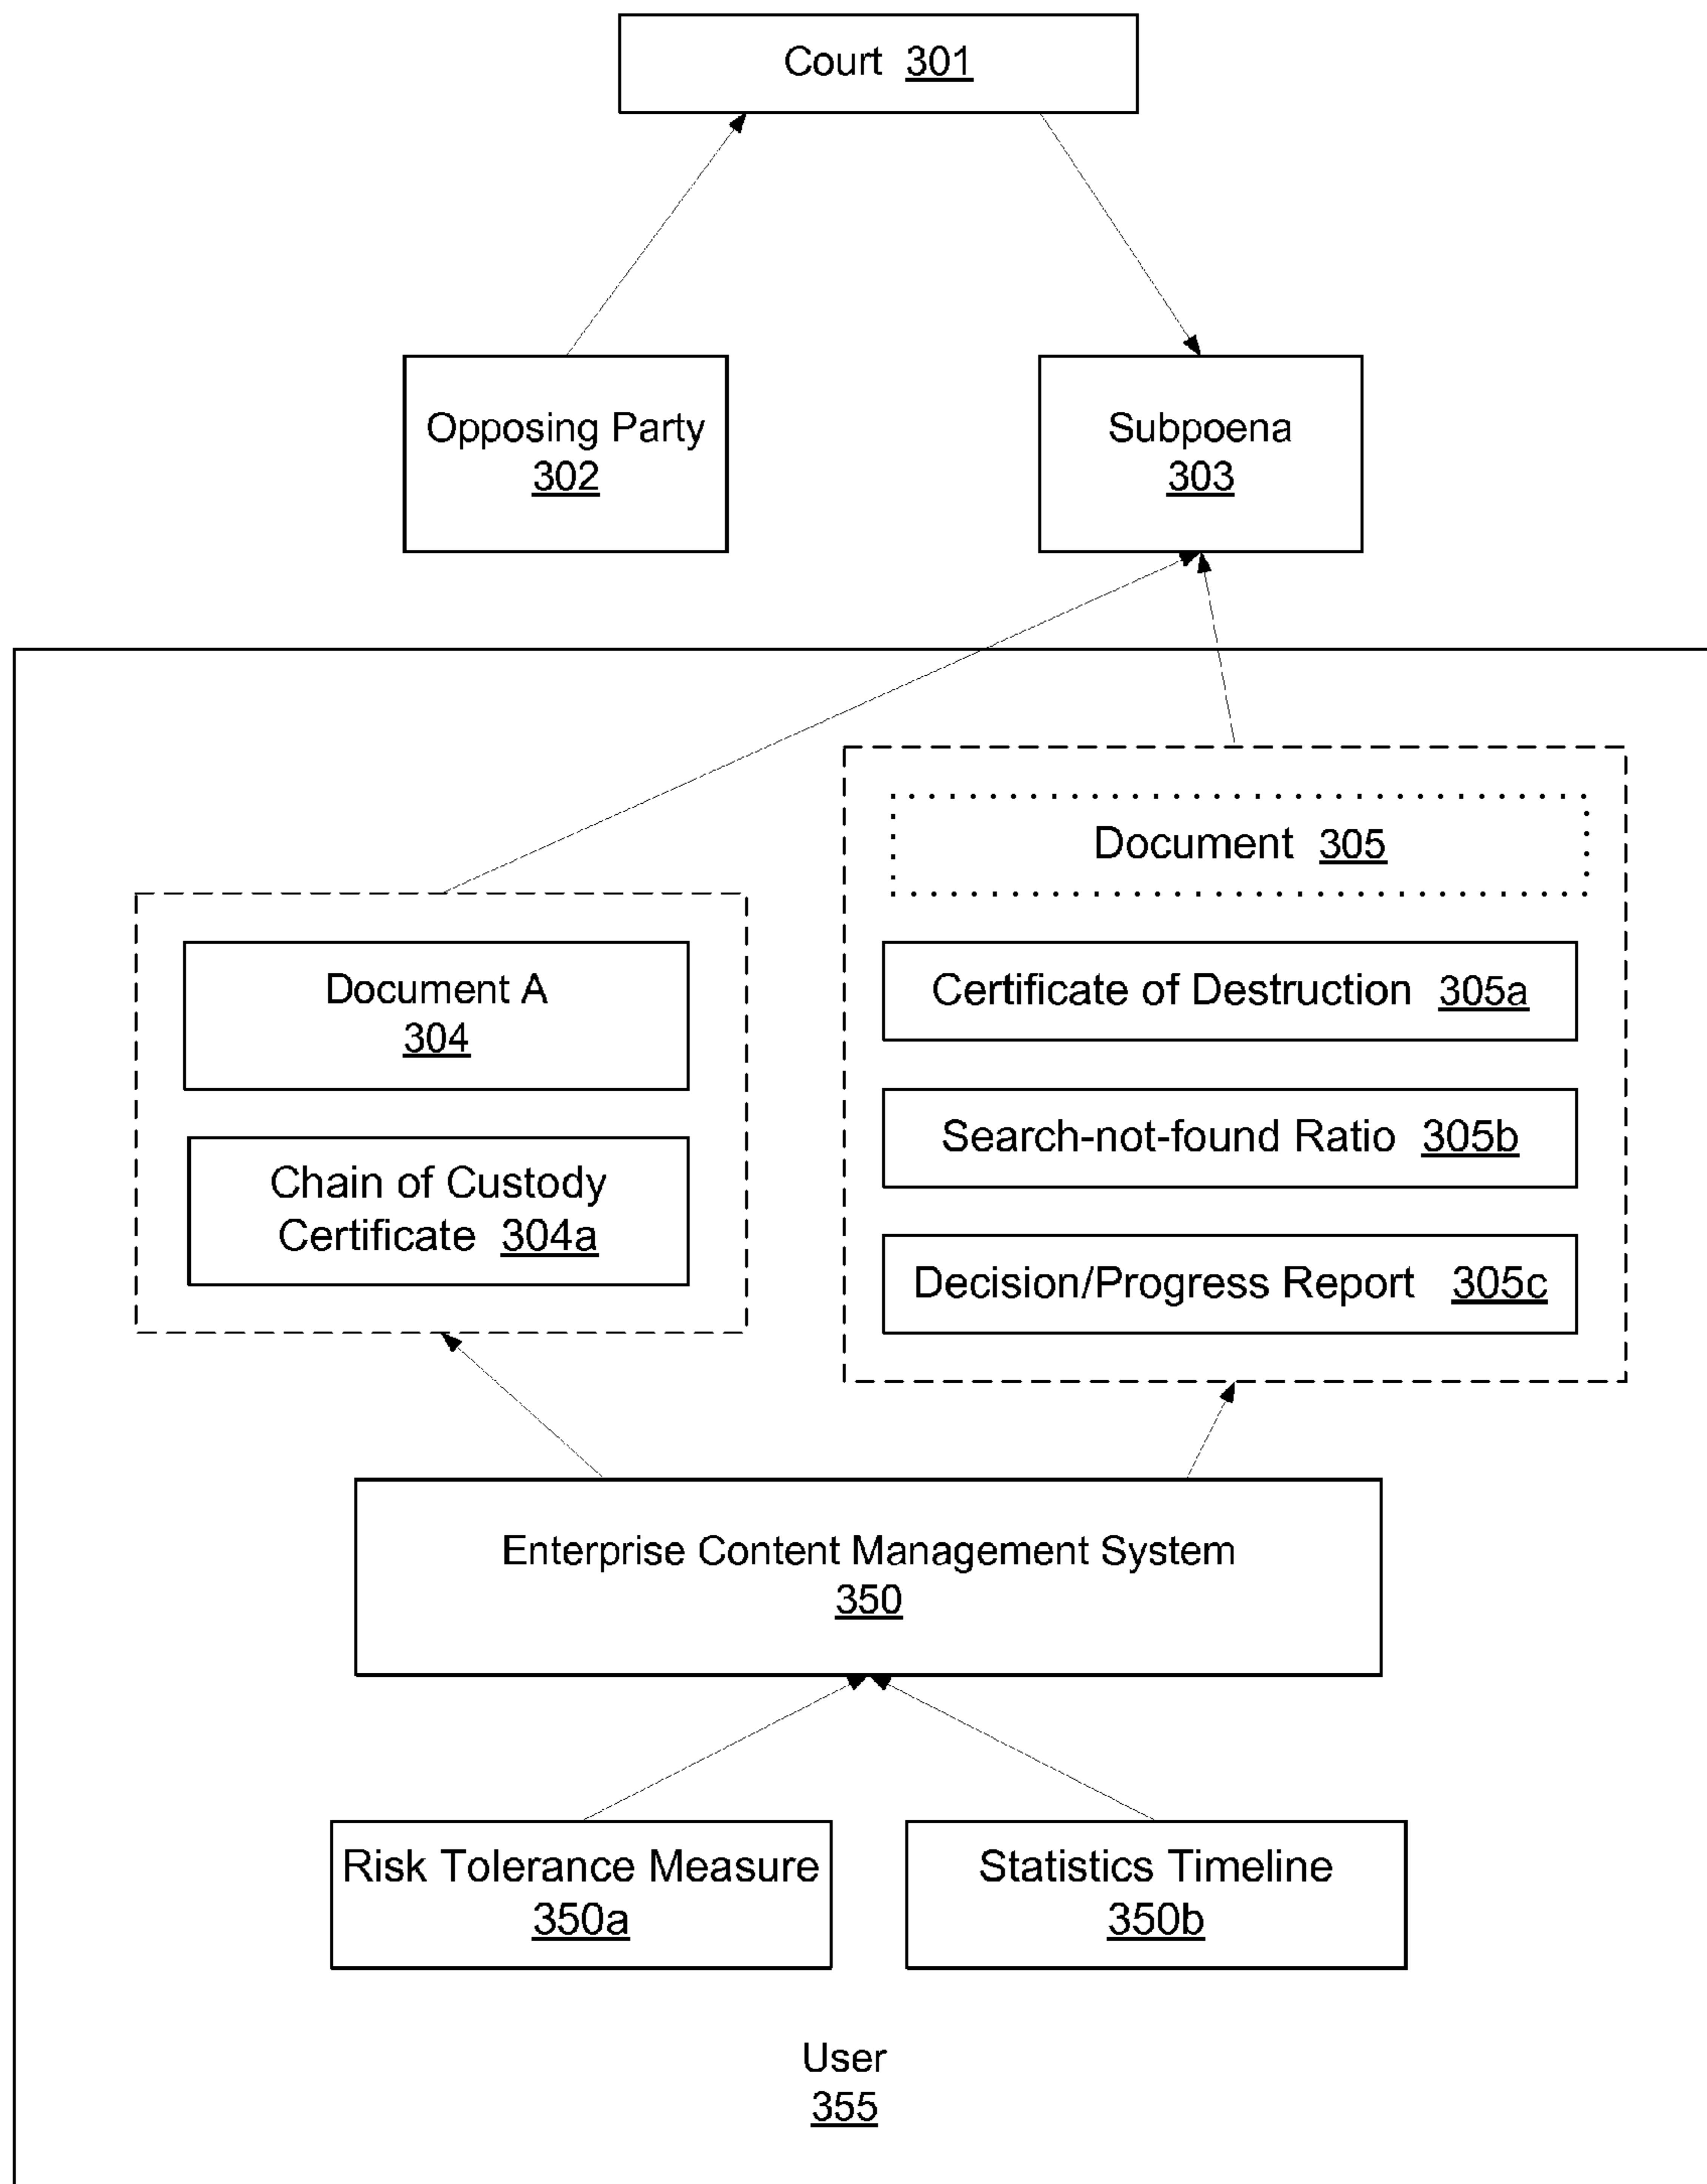 Court 301
Opposing Party
302
Subpoena
303
Document 305
Document A
304
Certificate of Destruction 305a
Search-not-found Ratio 305b
Chain of Custody
Certificate 304a
Decision/Progress Report 305c
Enterprise Content Management System
350
Risk Tolerance Measure
350a
Statistics Timeline
350b
User
355